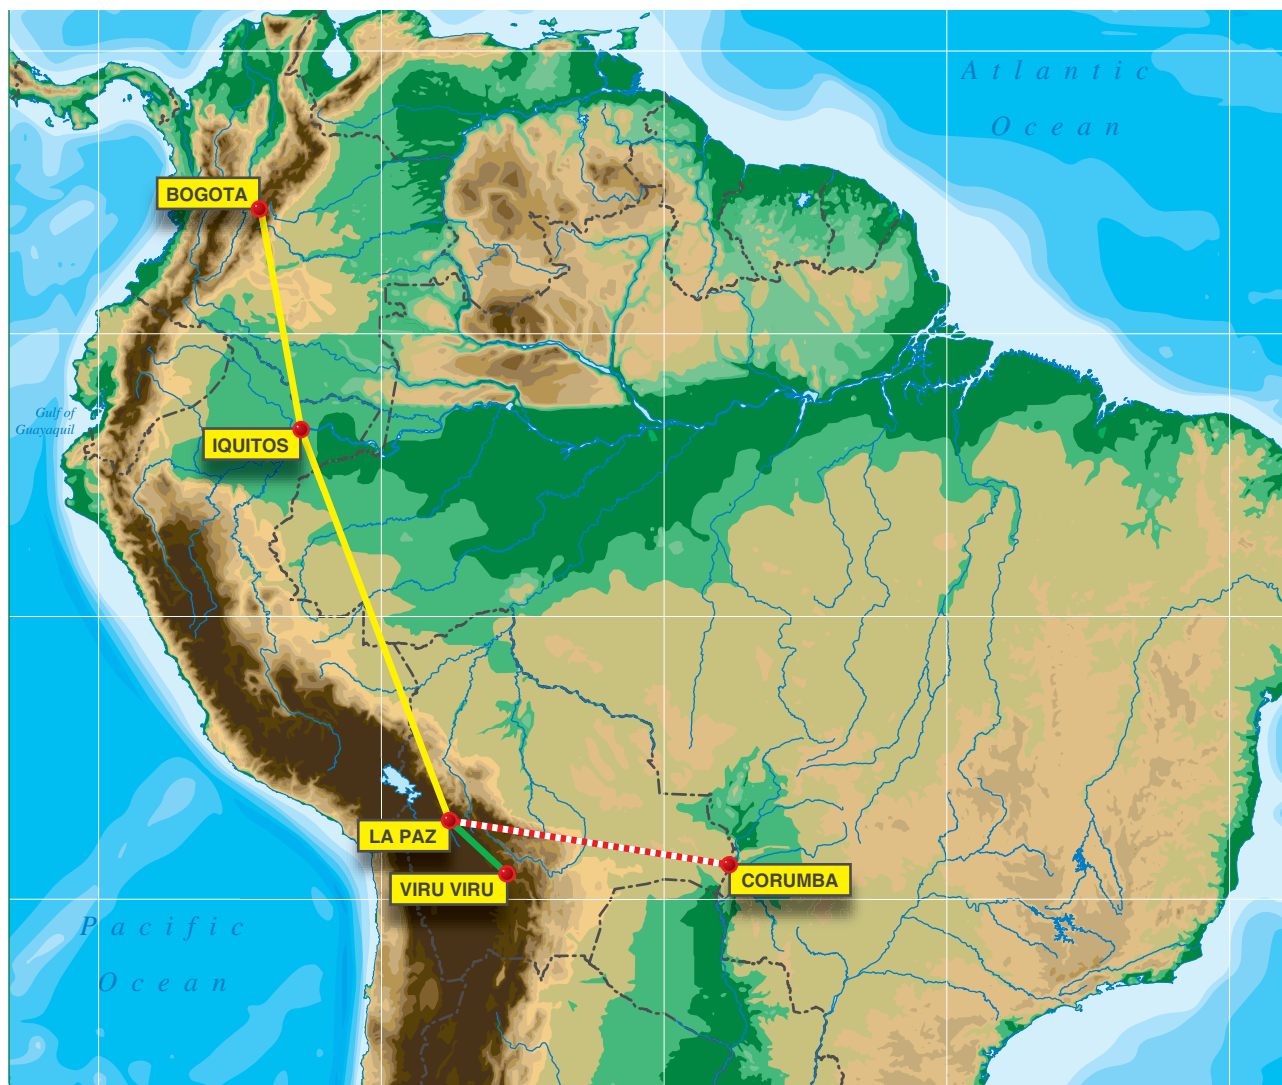 Atlantic
Ocean
BOGOTA
Gulf of
Guayaquil
IQUITOS
LA PAZ
VIRU VIRU
CORUMBA
Pacific
Ocean